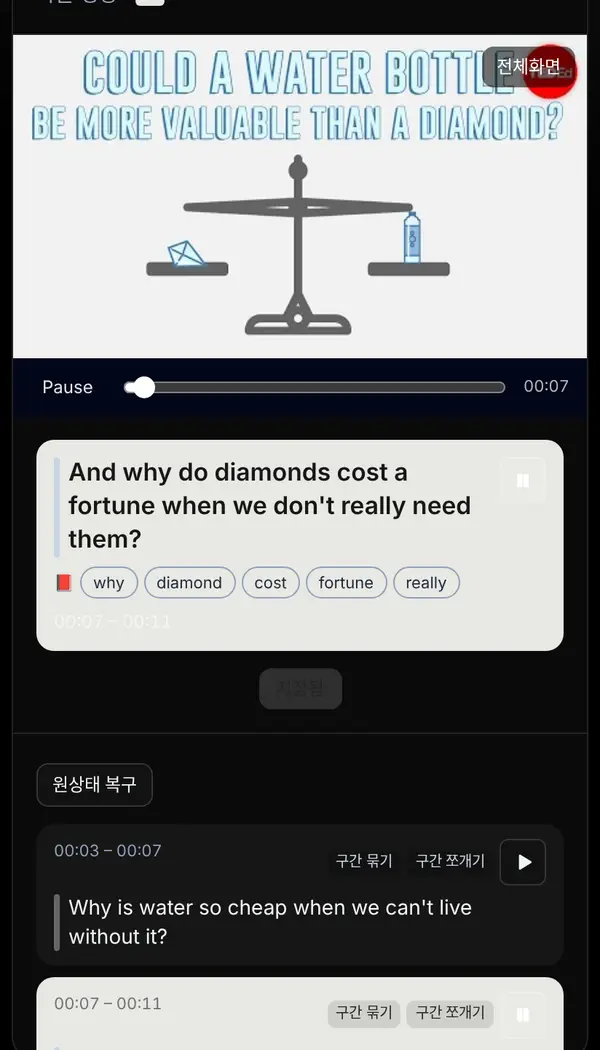 COULD A WATER BOTTLE
BE MORE VALUABLE THAN A DIAMOND?
전체화면
Pause
00:07
And why do diamonds cost a
fortune when we don't really need
them?
why diamond cost fortune really
00:07 – 00:11
저장됨
원상태 복구
00:03 – 00:07 구간 묶기 구간 쪼개기
Why is water so cheap when we can't live
without it?
00:07 – 00:11 구간 묶기 구간 쪼개기